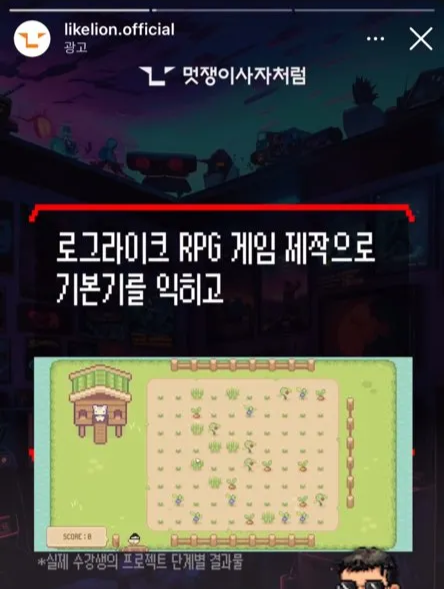 likelion.official
광고
멋쟁이사자처럼
로그라이크 RPG 게임 제작으로
기본기를 익히고
SCORE : 0
*실제 수강생의 프로젝트 단계별 결과물